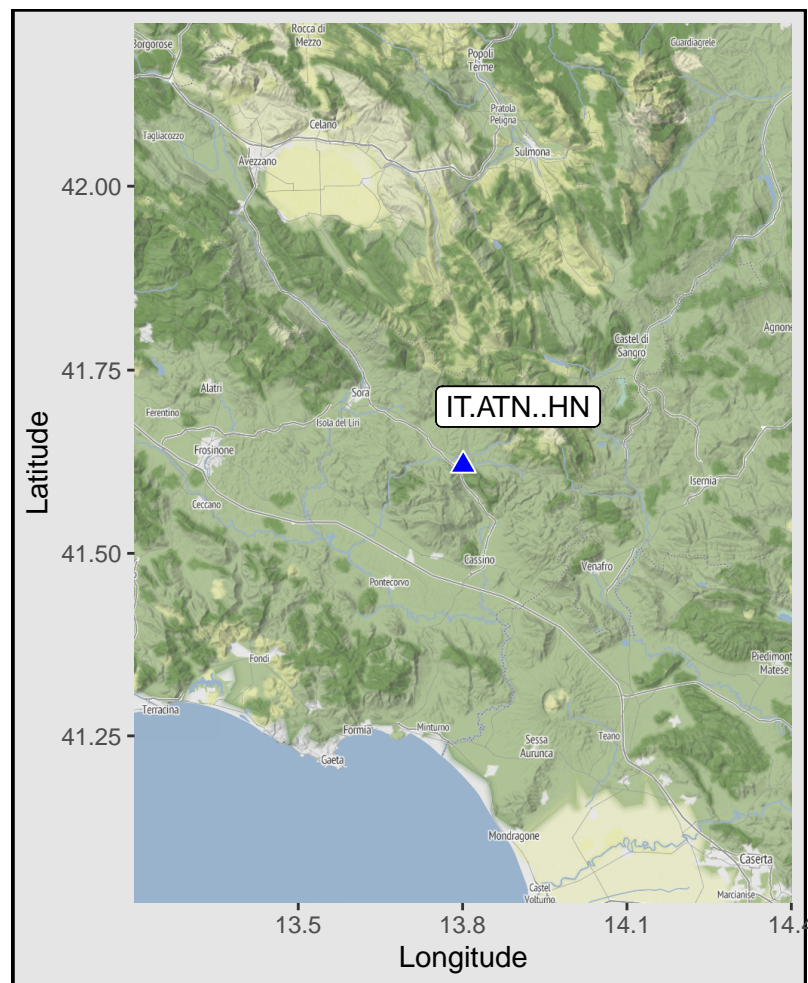 Rocca di
Mezzo
Borgorose
Guardiagrele
Popoli
Terme
Pratola
Peligna
Celano
Tagliacozzo
Avezzano
Sulmona
42.00
Agnone
Castel di
Sangro
41.75
Alatri
Sora
IT.ATN..HN
Ferentino
Isola del Liri
Frosinone
Isernia
Latitude
Ceccano
41.50
Cassino
Venafro
Pontecorvo
Fondi
Piedimont
Matese
Terracina
Formia
Minturno
41.25
Sessa
Aurunca
Teano
Gaeta
Mondragone
Caserta
Castel
Volturno
Marcianise
13.5
13.8
14.1
14.4
Longitude